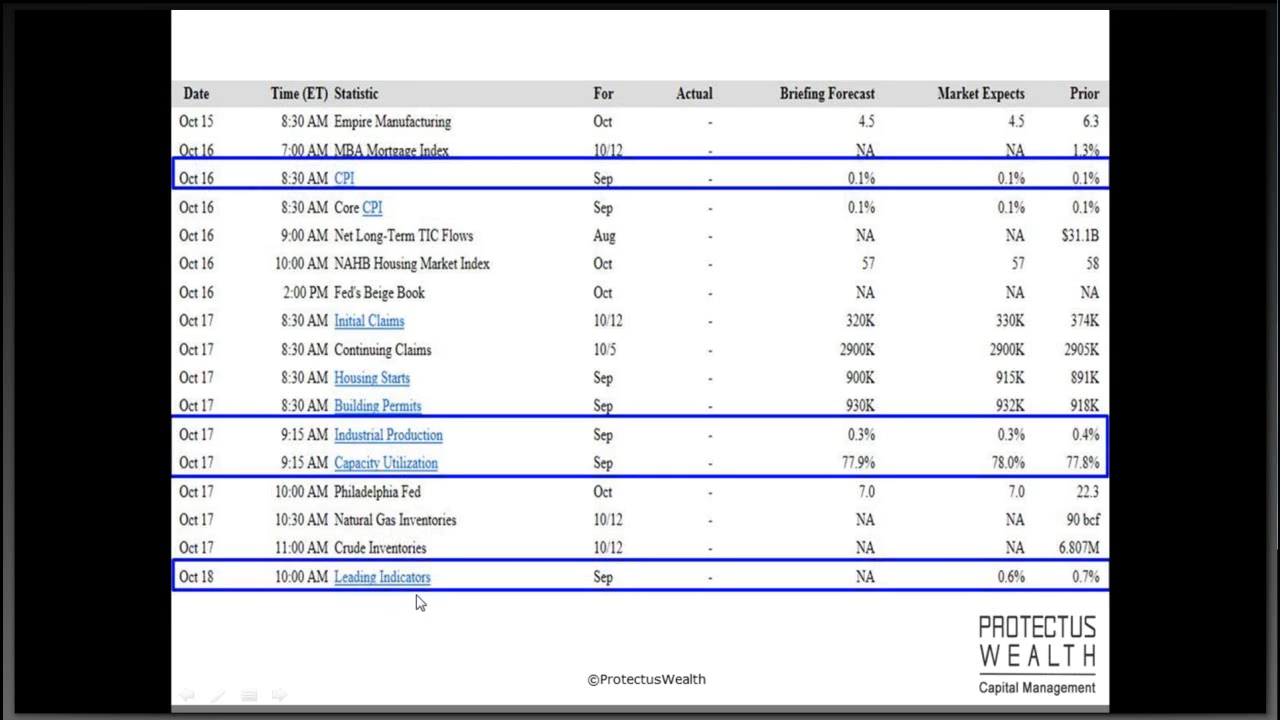 Date Time (ET) Statistic For Actual Briefing Forecast Market Expects Prior
Oct 15 8:30 AM Empire Manufacturing Oct - 4.5 4.5 6.3
Oct 16 7:00 AM MBA Mortgage Index 10/12 - NA NA 1.3%
Oct 16 8:30 AM CPI Sep - 0.1% 0.1% 0.1%
Oct 16 8:30 AM Core CPI Sep - 0.1% 0.1% 0.1%
Oct 16 9:00 AM Net Long-Term TIC Flows Aug - NA NA $31.1B
Oct 16 10:00 AM NAHB Housing Market Index Oct - 57 57 58
Oct 16 2:00 PM Fed's Beige Book Oct - NA NA NA
Oct 17 8:30 AM Initial Claims 10/12 - 320K 330K 374K
Oct 17 8:30 AM Continuing Claims 10/5 - 2900K 2900K 2905K
Oct 17 8:30 AM Housing Starts Sep - 900K 915K 891K
Oct 17 8:30 AM Building Permits Sep - 930K 932K 918K
Oct 17 9:15 AM Industrial Production Sep - 0.3% 0.3% 0.4%
Oct 17 9:15 AM Capacity Utilization Sep - 77.9% 78.0% 77.8%
Oct 17 10:00 AM Philadelphia Fed Oct - 7.0 7.0 22.3
Oct 17 10:30 AM Natural Gas Inventories 10/12 - NA NA 90 bcf
Oct 17 11:00 AM Crude Inventories 10/12 - NA NA 6.807M
Oct 18 10:00 AM Leading Indicators Sep - NA 0.6% 0.7%
PROTECTUS
WEALTH
Capital Management
©ProtectusWealth